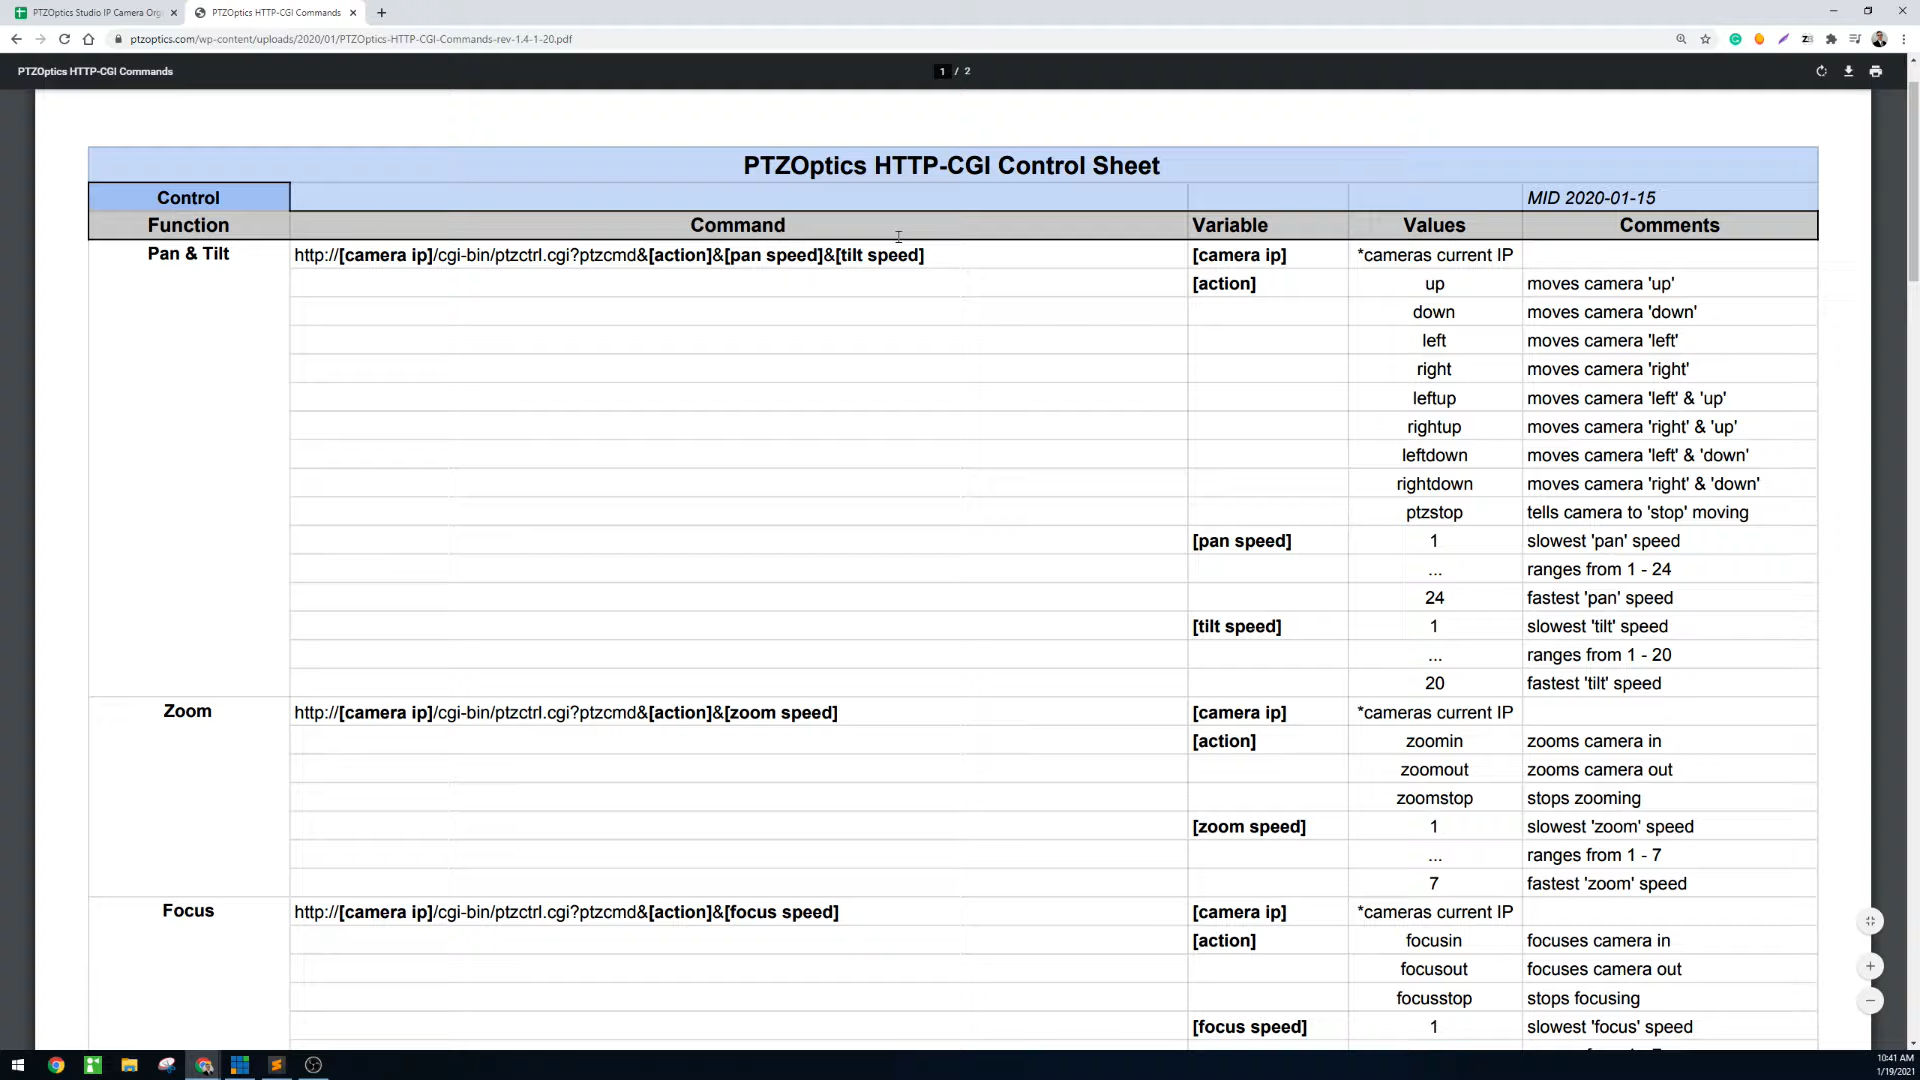 PTZOptics Studio IP Camera Org
PTZOptics HTTP-CGI Commands
ptzoptics.com/wp-content/uploads/2020/01/PTZOptics-HTTP-CGI-Commands-rev-1.4-1-20.pdf
PTZOptics HTTP-CGI Commands 1 / 2
PTZOptics HTTP-CGI Control Sheet
Control MID 2020-01-15
Function Command Variable Values Comments
Pan & Tilt http://[camera ip]/cgi-bin/ptzctrl.cgi?ptzcmd&[action]&[pan speed]&[tilt speed] [camera ip] *cameras current IP
[action] up moves camera 'up'
down moves camera 'down'
left moves camera 'left'
right moves camera 'right'
leftup moves camera 'left' & 'up'
rightup moves camera 'right' & 'up'
leftdown moves camera 'left' & 'down'
rightdown moves camera 'right' & 'down'
ptzstop tells camera to 'stop' moving
[pan speed] 1 slowest 'pan' speed
... ranges from 1 - 24
24 fastest 'pan' speed
[tilt speed] 1 slowest 'tilt' speed
... ranges from 1 - 20
20 fastest 'tilt' speed
Zoom http://[camera ip]/cgi-bin/ptzctrl.cgi?ptzcmd&[action]&[zoom speed] [camera ip] *cameras current IP
[action] zoomin zooms camera in
zoomout zooms camera out
zoomstop stops zooming
[zoom speed] 1 slowest 'zoom' speed
... ranges from 1 - 7
7 fastest 'zoom' speed
Focus http://[camera ip]/cgi-bin/ptzctrl.cgi?ptzcmd&[action]&[focus speed] [camera ip] *cameras current IP
[action] focusin focuses camera in
focusout focuses camera out
focusstop stops focusing
[focus speed] 1 slowest 'focus' speed
10:41 AM
1/19/2021